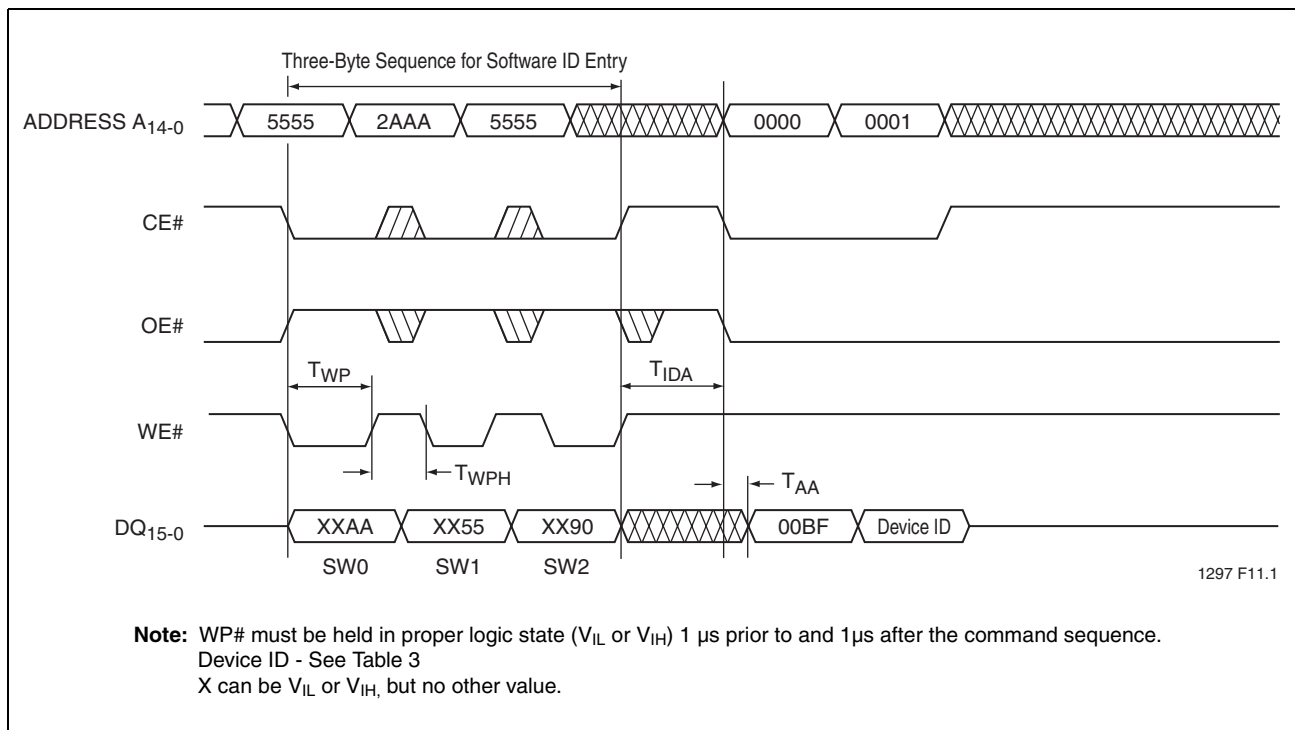 Three-Byte Sequence for Software ID Entry
ADDRESS A14-0 5555 2AAA 5555 0000 0001
CE#
OE#
TWP TIDA
WE#
TWPH TAA
DQ15-0 XXAA XX55 XX90 00BF Device ID
SW0 SW1 SW2
1297 F11.1
Note: WP# must be held in proper logic state (VIL or VIH) 1 µs prior to and 1µs after the command sequence.
Device ID - See Table 3
X can be VIL or VIH, but no other value.